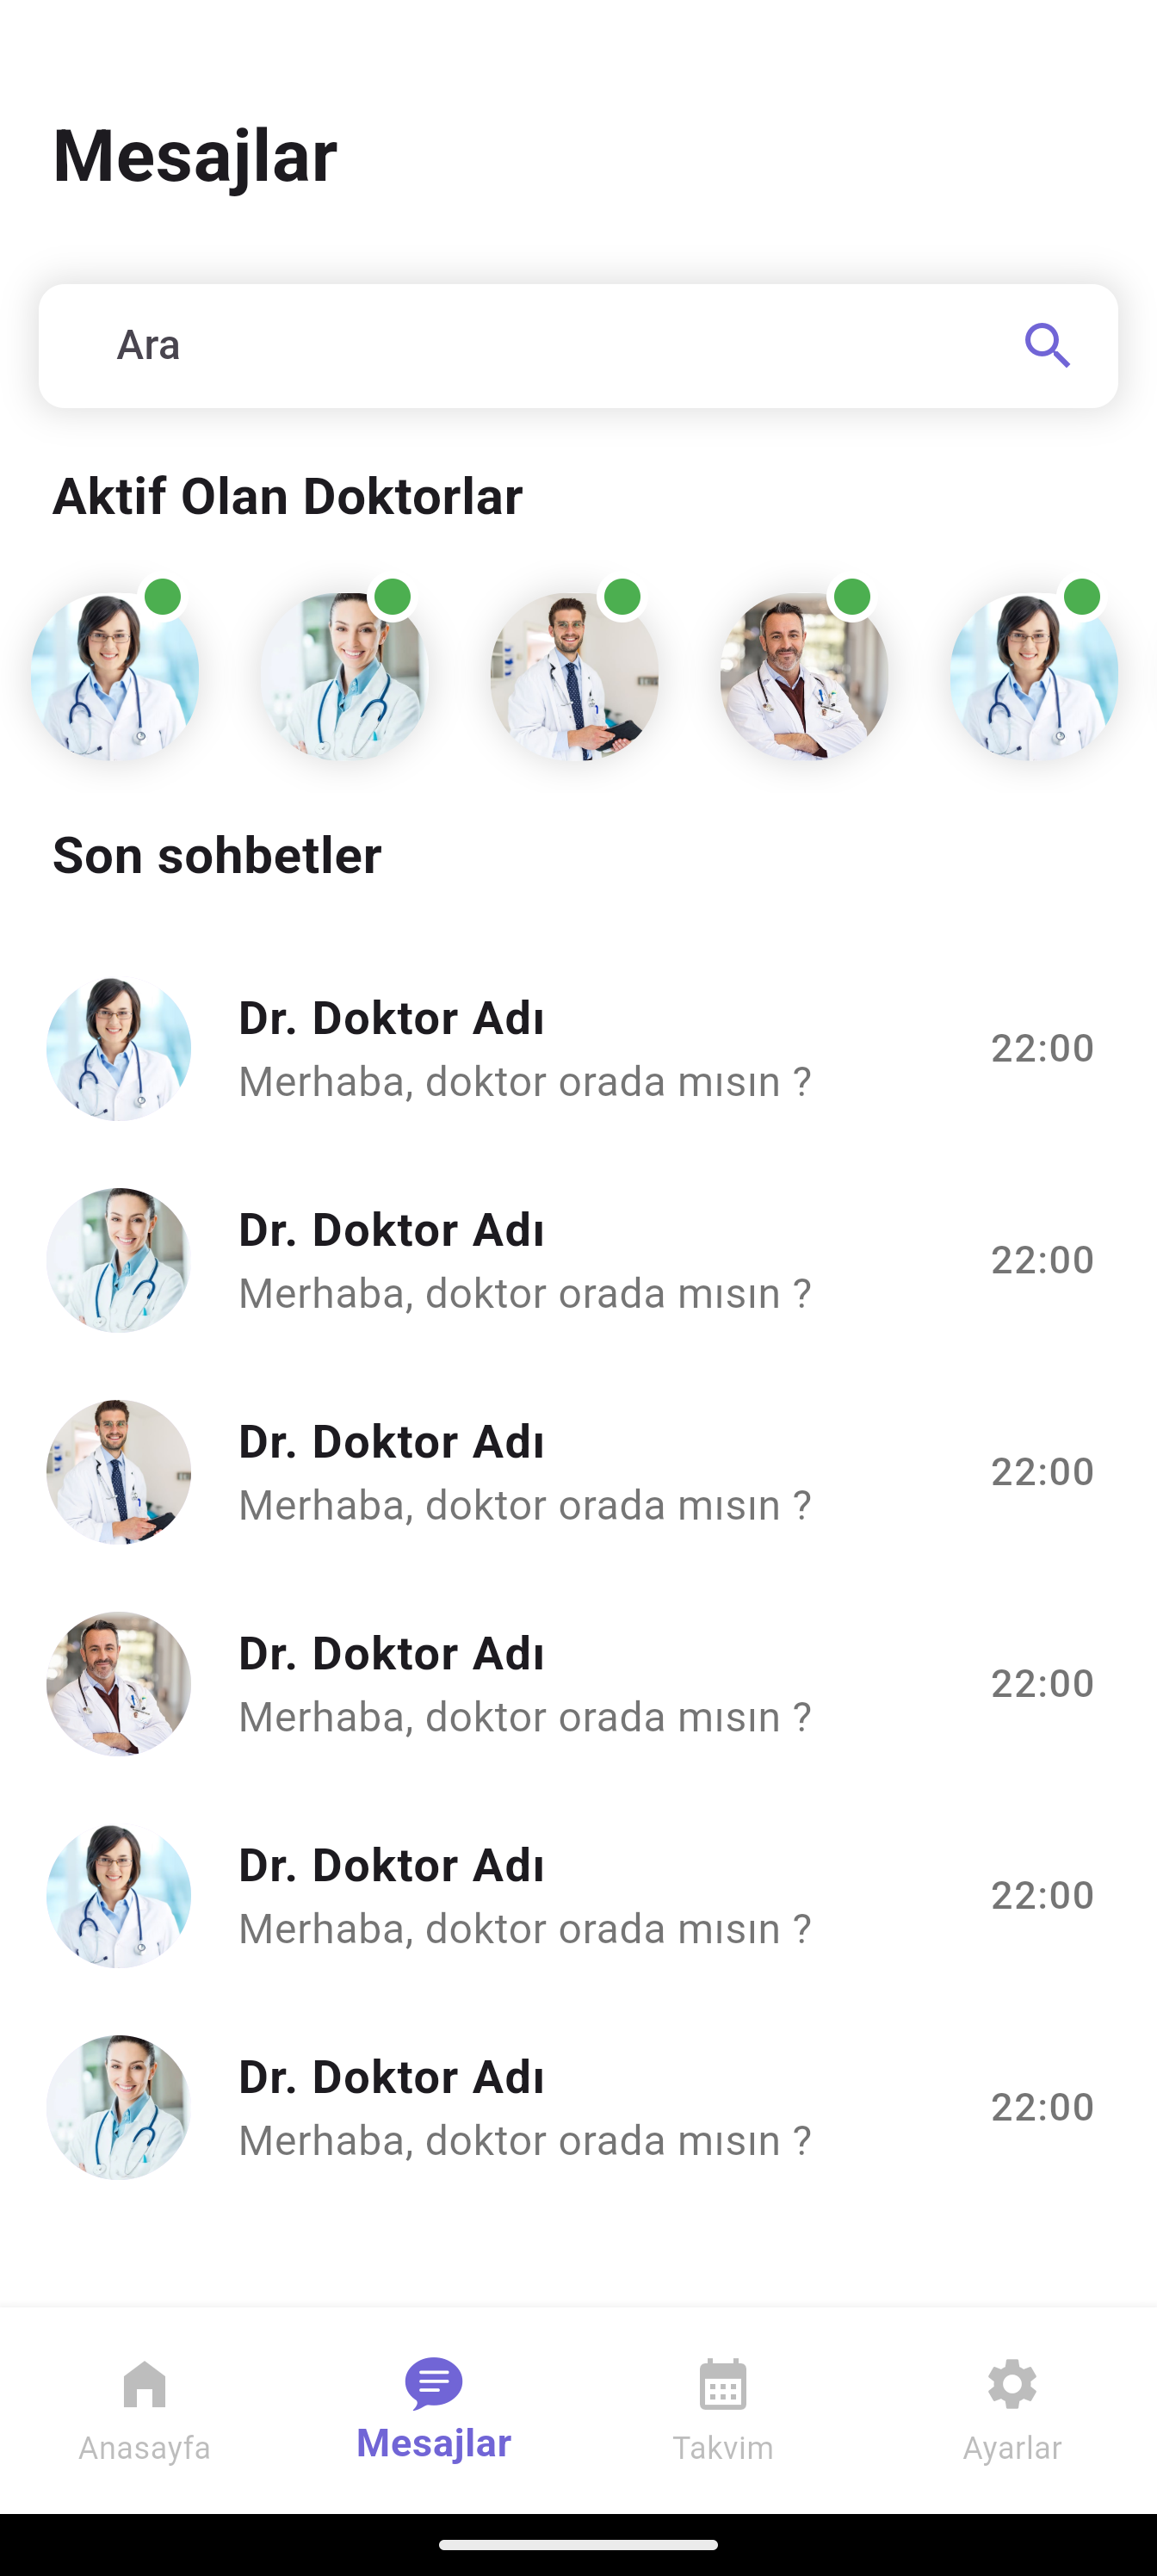 Mesajlar
Ara
Aktif Olan Doktorlar
Son sohbetler
Dr. Doktor Adı
Merhaba, doktor orada mısın ?
22:00
Dr. Doktor Adı
Merhaba, doktor orada mısın ?
22:00
Dr. Doktor Adı
Merhaba, doktor orada mısın ?
22:00
Dr. Doktor Adı
Merhaba, doktor orada mısın ?
22:00
Dr. Doktor Adı
Merhaba, doktor orada mısın ?
22:00
Dr. Doktor Adı
Merhaba, doktor orada mısın ?
22:00
Anasayfa
Mesajlar
Takvim
Ayarlar